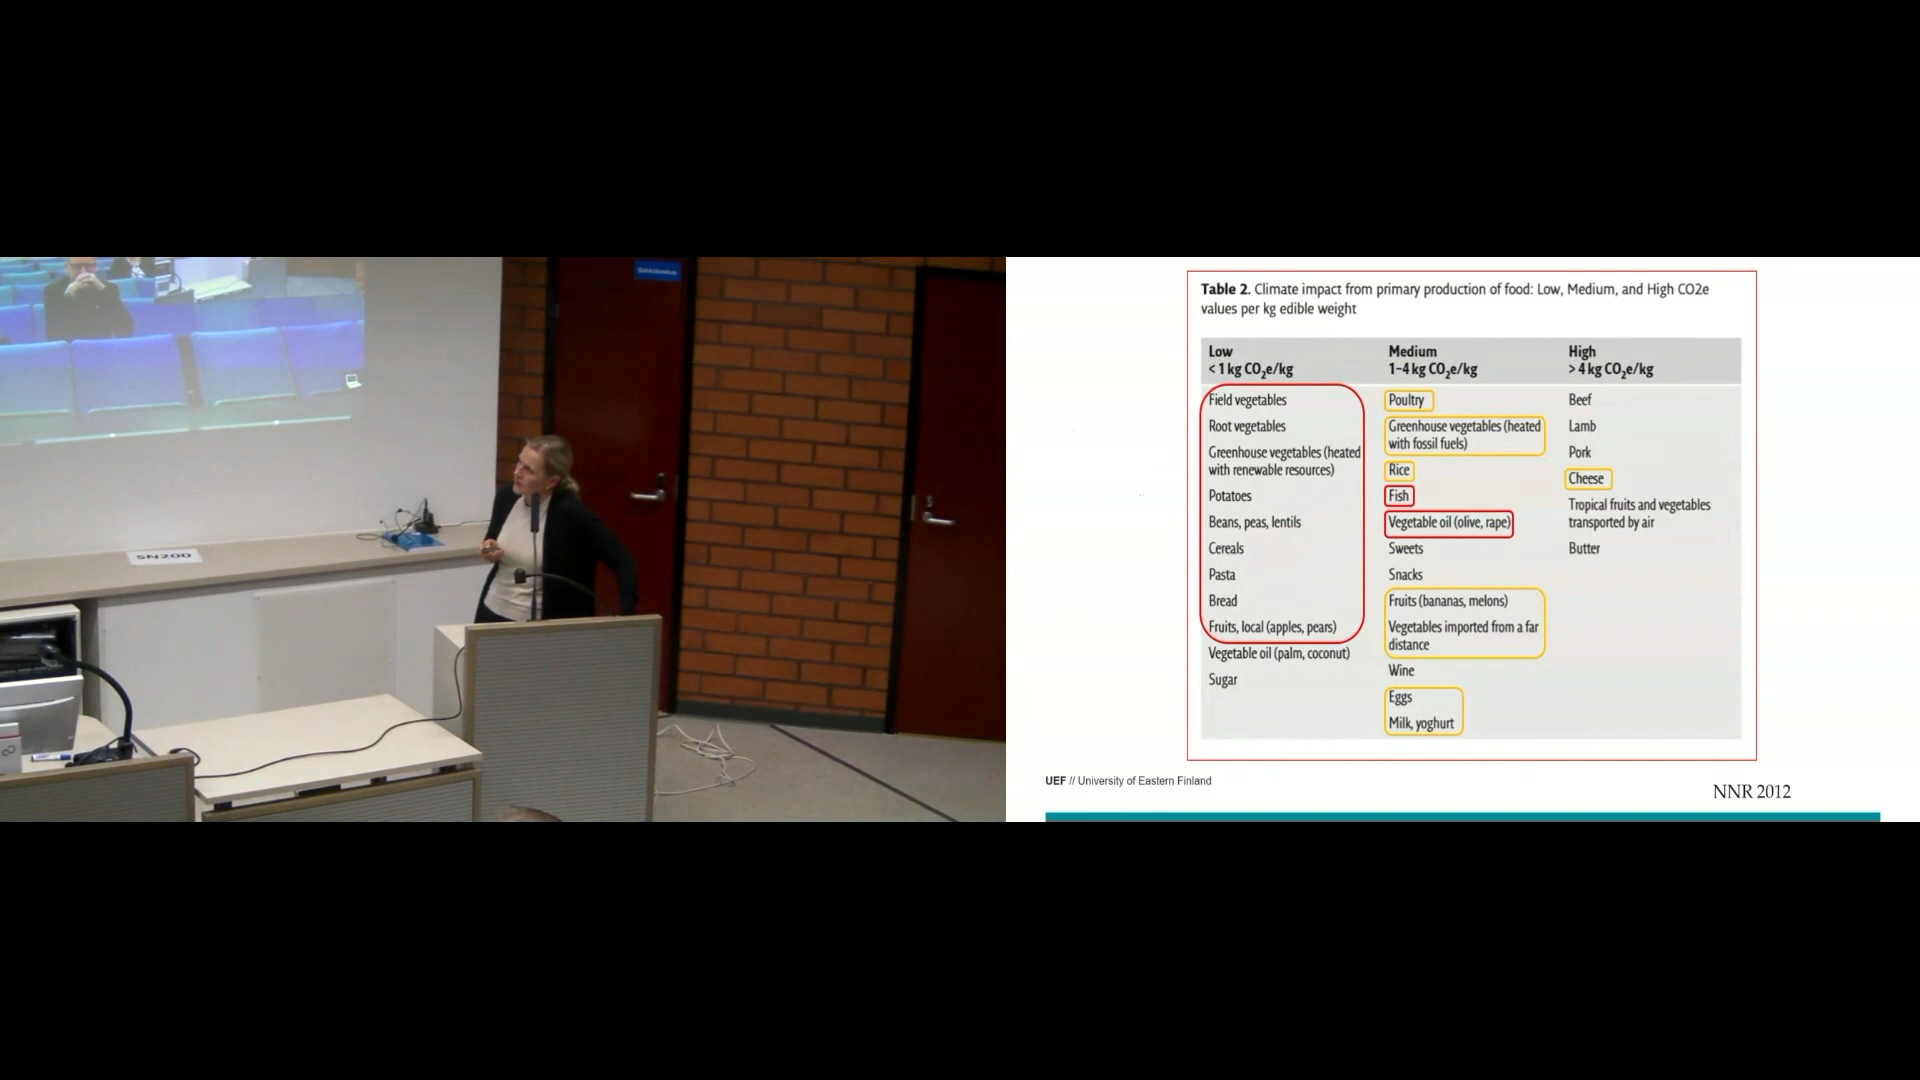 SN200
Table 2. Climate impact from primary production of food: Low, Medium, and High CO2e
values per kg edible weight
Low
< 1 kg CO₂e/kg
Field vegetables
Root vegetables
Greenhouse vegetables (heated
with renewable resources)
Potatoes
Beans, peas, lentils
Cereals
Pasta
Bread
Fruits, local (apples, pears)
Vegetable oil (palm, coconut)
Sugar
Medium
1–4 kg CO₂e/kg
Poultry
Greenhouse vegetables (heated
with fossil fuels)
Rice
Fish
Vegetable oil (olive, rape)
Sweets
Snacks
Fruits (bananas, melons)
Vegetables imported from a far
distance
Wine
Eggs
Milk, yoghurt
High
> 4 kg CO₂e/kg
Beef
Lamb
Pork
Cheese
Tropical fruits and vegetables
transported by air
Butter
UEF // University of Eastern Finland
NNR 2012